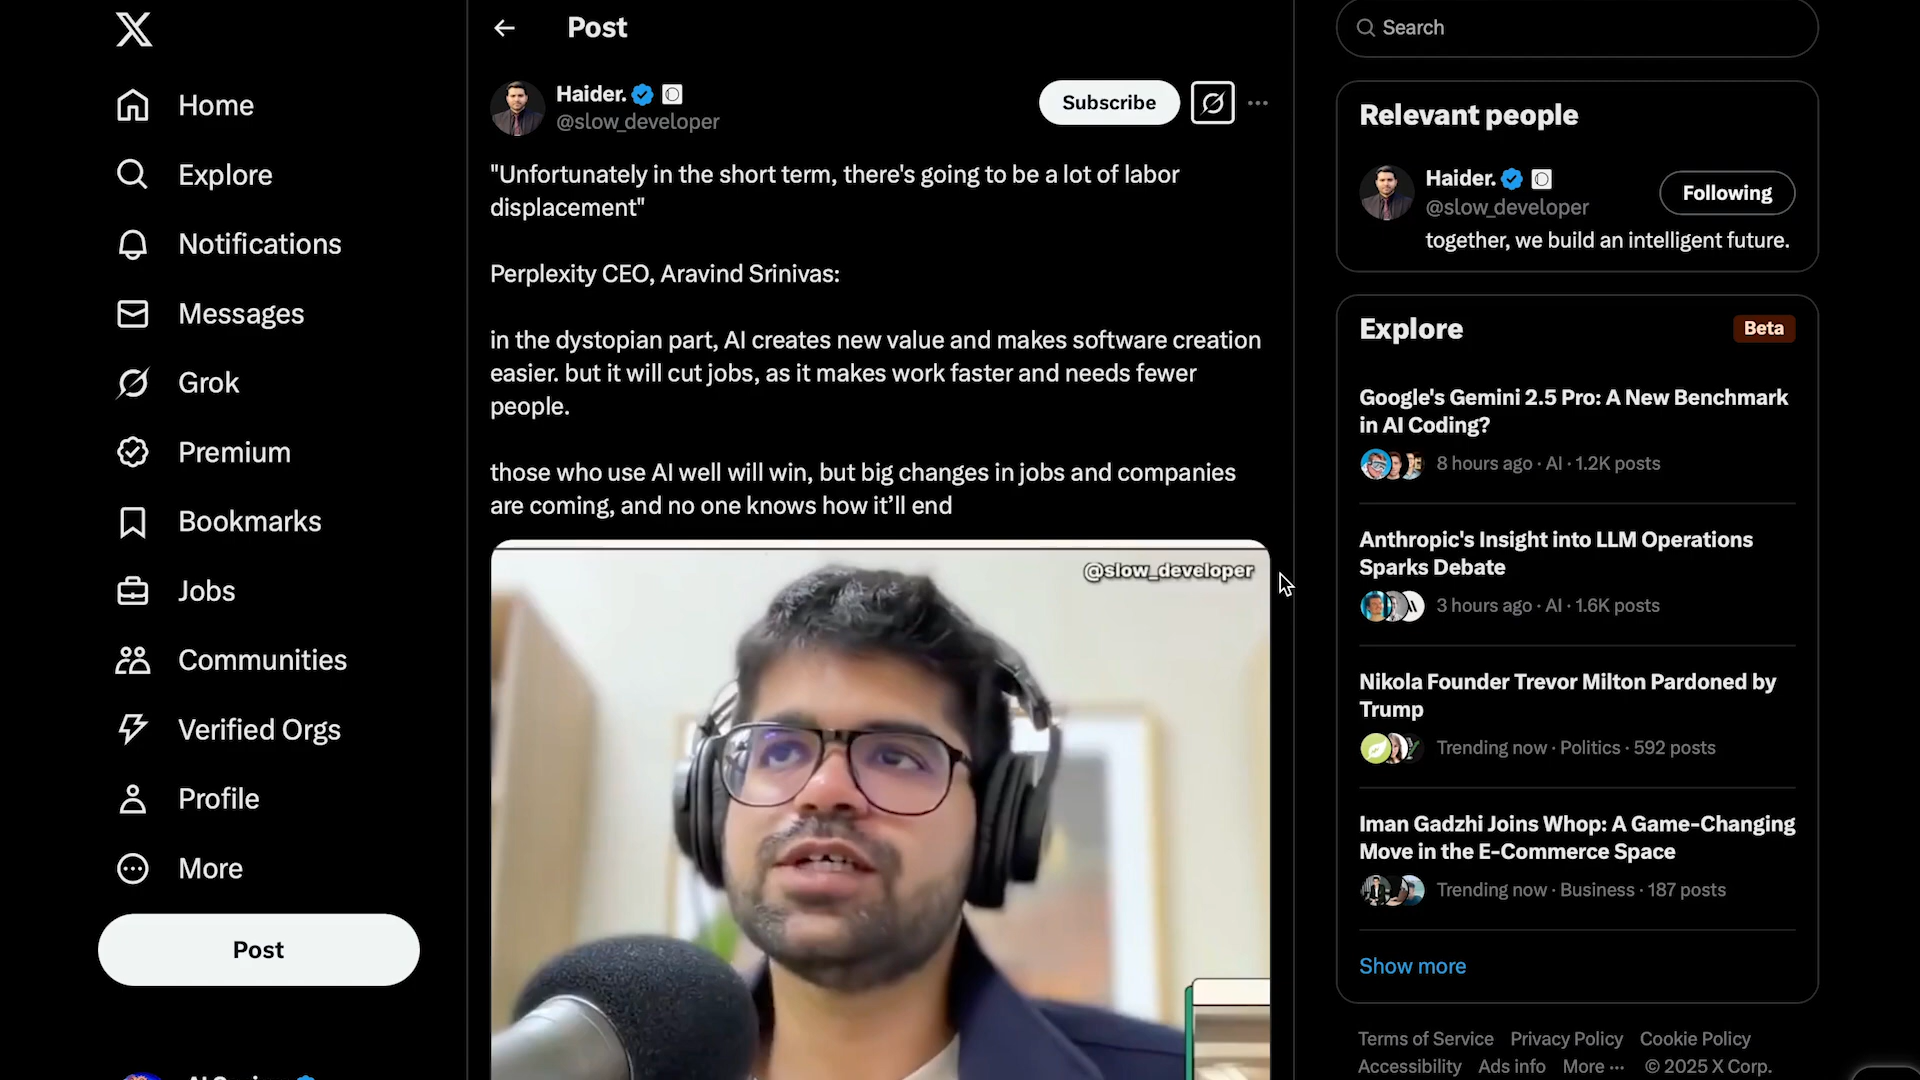 Home
Explore
Notifications
Messages
Grok
Premium
Bookmarks
Jobs
Communities
Verified Orgs
Profile
More
Post
Post
Haider.
@slow_developer
Subscribe
"Unfortunately in the short term, there's going to be a lot of labor
displacement"
Perplexity CEO, Aravind Srinivas:
in the dystopian part, AI creates new value and makes software creation
easier. but it will cut jobs, as it makes work faster and needs fewer
people.
those who use AI well will win, but big changes in jobs and companies
are coming, and no one knows how it’ll end
@slow_developer
Search
Relevant people
Haider.
@slow_developer
Following
together, we build an intelligent future.
Explore
Beta
Google's Gemini 2.5 Pro: A New Benchmark
in AI Coding?
8 hours ago · AI · 1.2K posts
Anthropic's Insight into LLM Operations
Sparks Debate
3 hours ago · AI · 1.6K posts
Nikola Founder Trevor Milton Pardoned by
Trump
Trending now · Politics · 592 posts
Iman Gadzhi Joins Whop: A Game-Changing
Move in the E-Commerce Space
Trending now · Business · 187 posts
Show more
Terms of Service Privacy Policy Cookie Policy
Accessibility Ads info More ··· © 2025 X Corp.